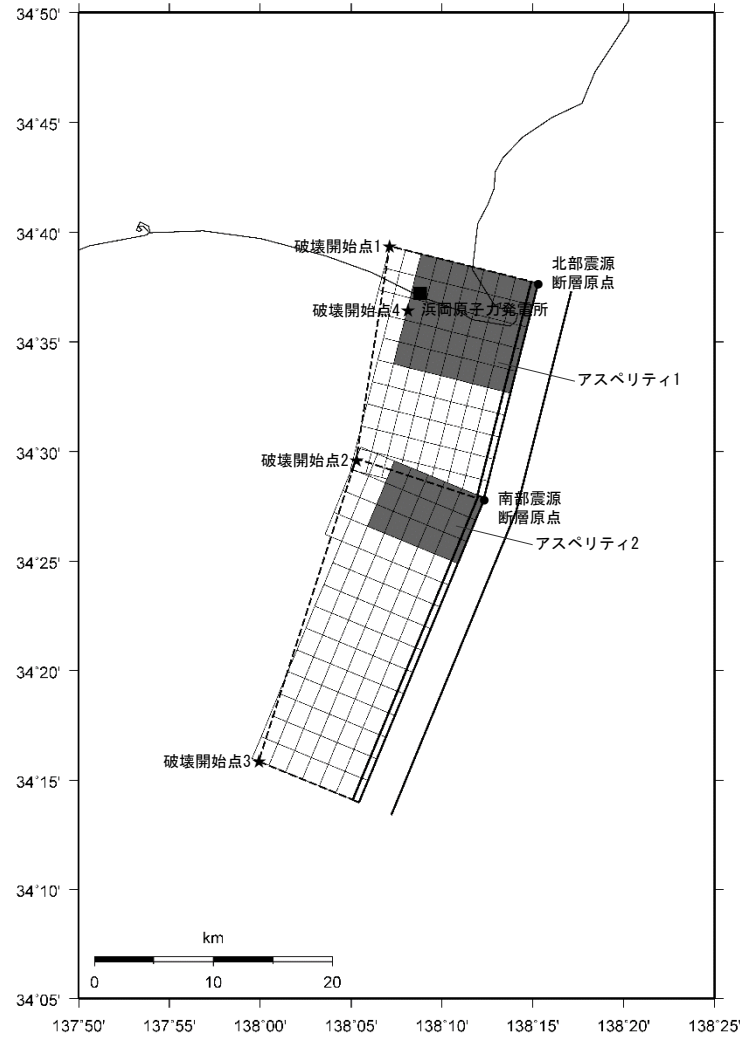 34˚50'
34˚45'
34˚40'
34˚35'
34˚30'
34˚25'
34˚20'
34˚15'
34˚10'
34˚05'
破壊開始点1
北部震源
断層原点
破壊開始点4
浜岡原子力発電所
アスペリティ1
破壊開始点2
南部震源
断層原点
アスペリティ2
破壊開始点3
km
0 10 20
137˚50' 137˚55' 138˚00' 138˚05' 138˚10' 138˚15' 138˚20' 138˚25'